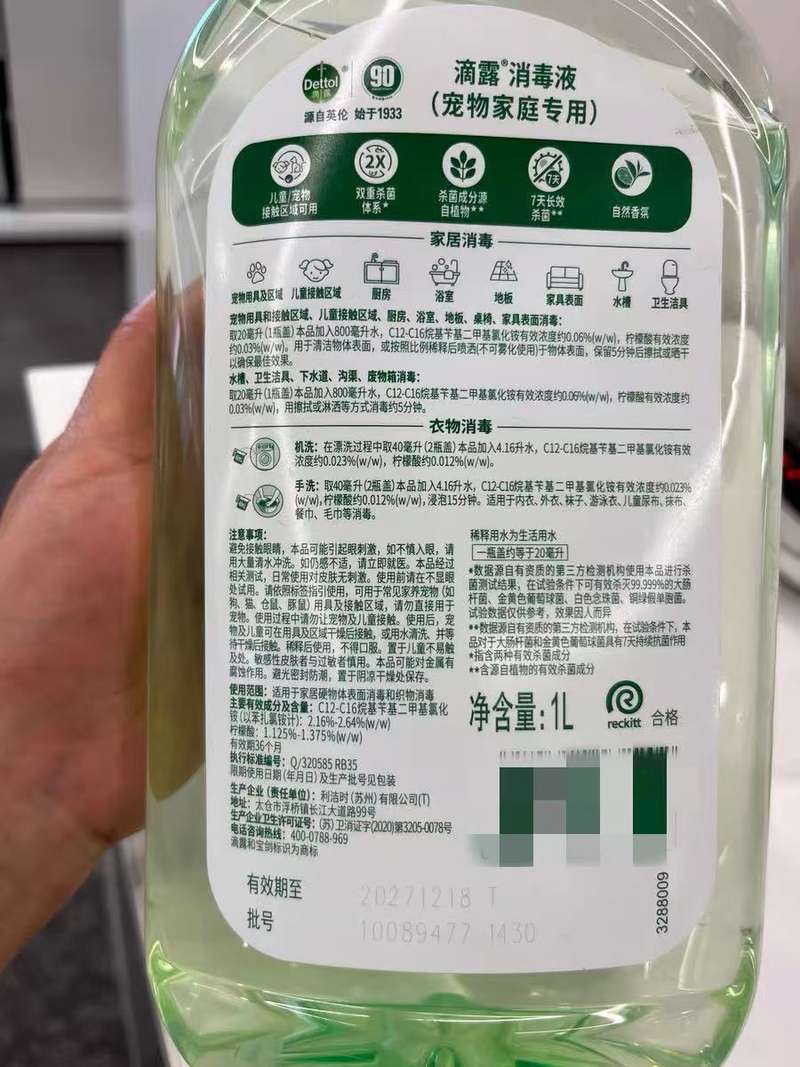 Dettol
滴露
90
源自英伦 始于1933
滴露®消毒液
（宠物家庭专用）
儿童/宠物
接触区域可用
2X
双重杀菌
体系*
杀菌成分源
自植物**
7天
7天长效
杀菌**
自然香氛
家居消毒
宠物用具及区域 儿童接触区域 厨房 浴室 地板 家具表面 水槽 卫生洁具
宠物用具和接触区域、儿童接触区域、厨房、浴室、地板、桌椅、家具表面消毒：
取20毫升(1瓶盖)本品加入800毫升水，C12-C16烷基苄基二甲基氯化铵有效浓度约0.06%(w/w)，柠檬酸有效浓度
约0.03%(w/w)。用于清洁物体表面，或按照比例稀释后喷洒(不可雾化使用)于物体表面，保留5分钟后擦拭或晒干
以确保最佳效果。
水槽、卫生洁具、下水道、沟渠、废物箱消毒：
取20毫升(1瓶盖)本品加入800毫升水，C12-C16烷基苄基二甲基氯化铵有效浓度约0.06%(w/w)，柠檬酸有效浓度约
0.03%(w/w)，用擦拭或淋洒等方式消毒约5分钟。
衣物消毒
机洗：在漂洗过程中取40毫升(2瓶盖)本品加入4.16升水，C12-C16烷基苄基二甲基氯化铵有效
浓度约0.023%(w/w)，柠檬酸约0.012%(w/w)。
手洗：取40毫升(2瓶盖)本品加入4.16升水，C12-C16烷基苄基二甲基氯化铵有效浓度约0.023%
(w/w)，柠檬酸约0.012%(w/w)，浸泡15分钟。适用于内衣、外衣、袜子、游泳衣、儿童尿布、抹布、
餐巾、毛巾等消毒。
注意事项：
避免接触眼睛，本品可能引起眼刺激，如不慎入眼，请
用大量清水冲洗。如仍感不适，请立即就医。本品经过
相关测试，日常使用对皮肤无刺激。使用前请在不显眼
处试用。请依照标签指引使用，可用于常见家养宠物（如
狗、猫、仓鼠、豚鼠）用具及接触区域，请勿直接用于
宠物。使用过程中请勿让宠物及儿童接触。使用后，宠
物及儿童可在用具及区域干燥后接触，或用水清洗、并等
待干燥后接触。稀释后使用，不得口服。置于儿童不易触
及处。敏感性皮肤者与过敏者慎用。本品可能对金属有
腐蚀作用。避光密封防潮，置于阴凉干燥处保存。
使用范围：适用于家居硬物体表面消毒和织物消毒
主要有效成分及含量：C12-C16烷基苄基二甲基氯化
铵（以苯扎氯铵计）：2.16%-2.64%(w/w)
柠檬酸：1.125%-1.375%(w/w)
有效期36个月
执行标准编号：Q/320585 RB35
限期使用日期(年月日)及生产批号见包装
生产企业（责任单位）：利洁时(苏州)有限公司(T)
地址：太仓市浮桥镇长江大道路99号
生产企业卫生许可证号：(苏)卫消证字(2020)第3205-0078号
电话咨询热线：400-0788-969
滴露和宝剑标识为商标
稀释用水为生活用水
一瓶盖约等于20毫升
*数据源自有资质的第三方检测机构使用本品进行杀
菌测试结果，在试验条件下可有效杀灭99.999%的大肠
杆菌、金黄色葡萄球菌、白色念珠菌、铜绿假单胞菌。
试验数据仅供参考，效果因人而异
**数据源自有资质的第三方检测机构，在试验条件下，本
品对于大肠杆菌和金黄色葡萄球菌具有7天持续抗菌作用
*指含两种有效杀菌成分
**含源自植物的有效杀菌成分
净含量：1L
reckitt
合格
3288009
有效期至 20271218 T
批号 10089477 1430